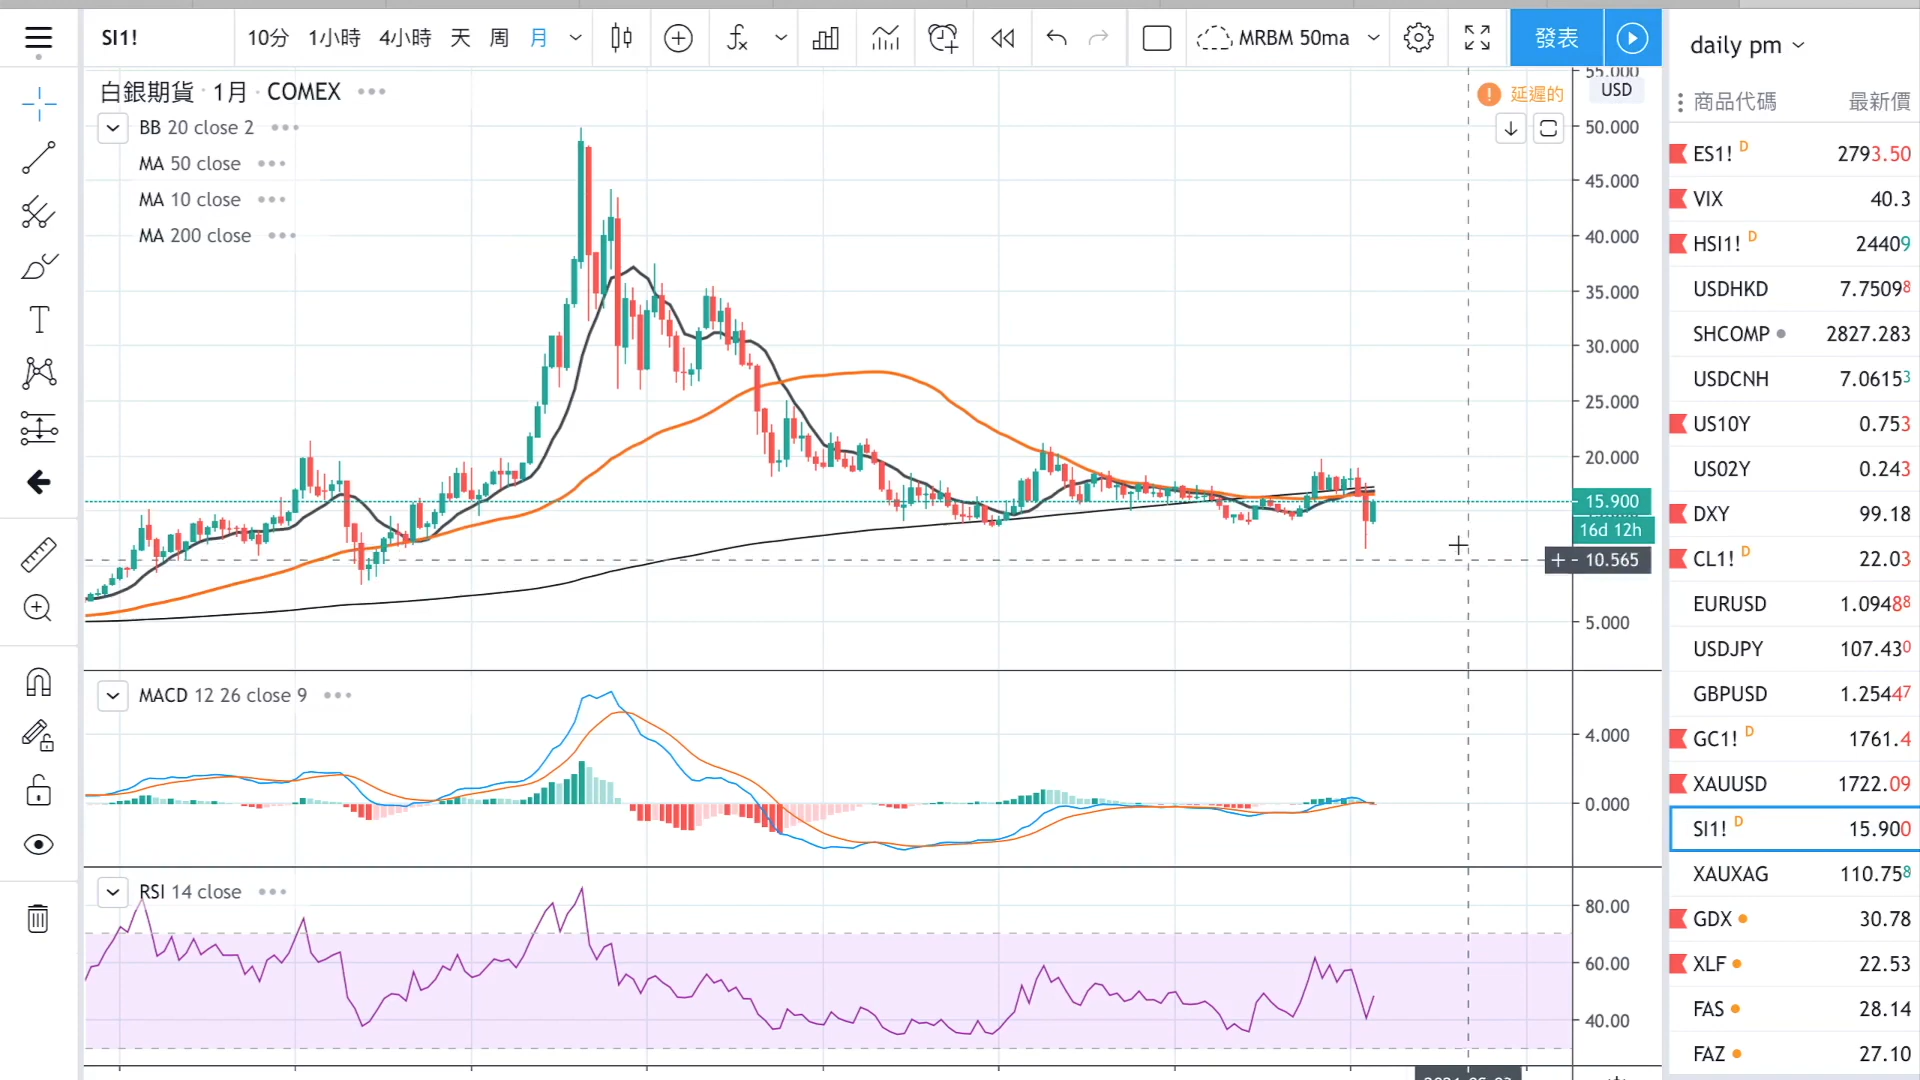 SI1!
10分 1小時 4小時 天 周 月
MRBM 50ma
發表
daily pm
白銀期貨 · 1月 · COMEX
延遲的
USD
BB 20 close 2
MA 50 close
MA 10 close
MA 200 close
55.000
50.000
45.000
40.000
35.000
30.000
25.000
20.000
15.900
16d 12h
10.565
5.000
MACD 12 26 close 9
4.000
0.000
RSI 14 close
80.00
60.00
40.00
商品代碼 最新價
ES1! D 2793.50
VIX 40.3
HSI1! D 24409
USDHKD 7.75098
SHCOMP 2827.283
USDCNH 7.06153
US10Y 0.753
US02Y 0.243
DXY 99.18
CL1! D 22.03
EURUSD 1.09488
USDJPY 107.430
GBPUSD 1.25447
GC1! D 1761.4
XAUUSD 1722.09
SI1! D 15.900
XAUXAG 110.758
GDX 30.78
XLF 22.53
FAS 28.14
FAZ 27.10